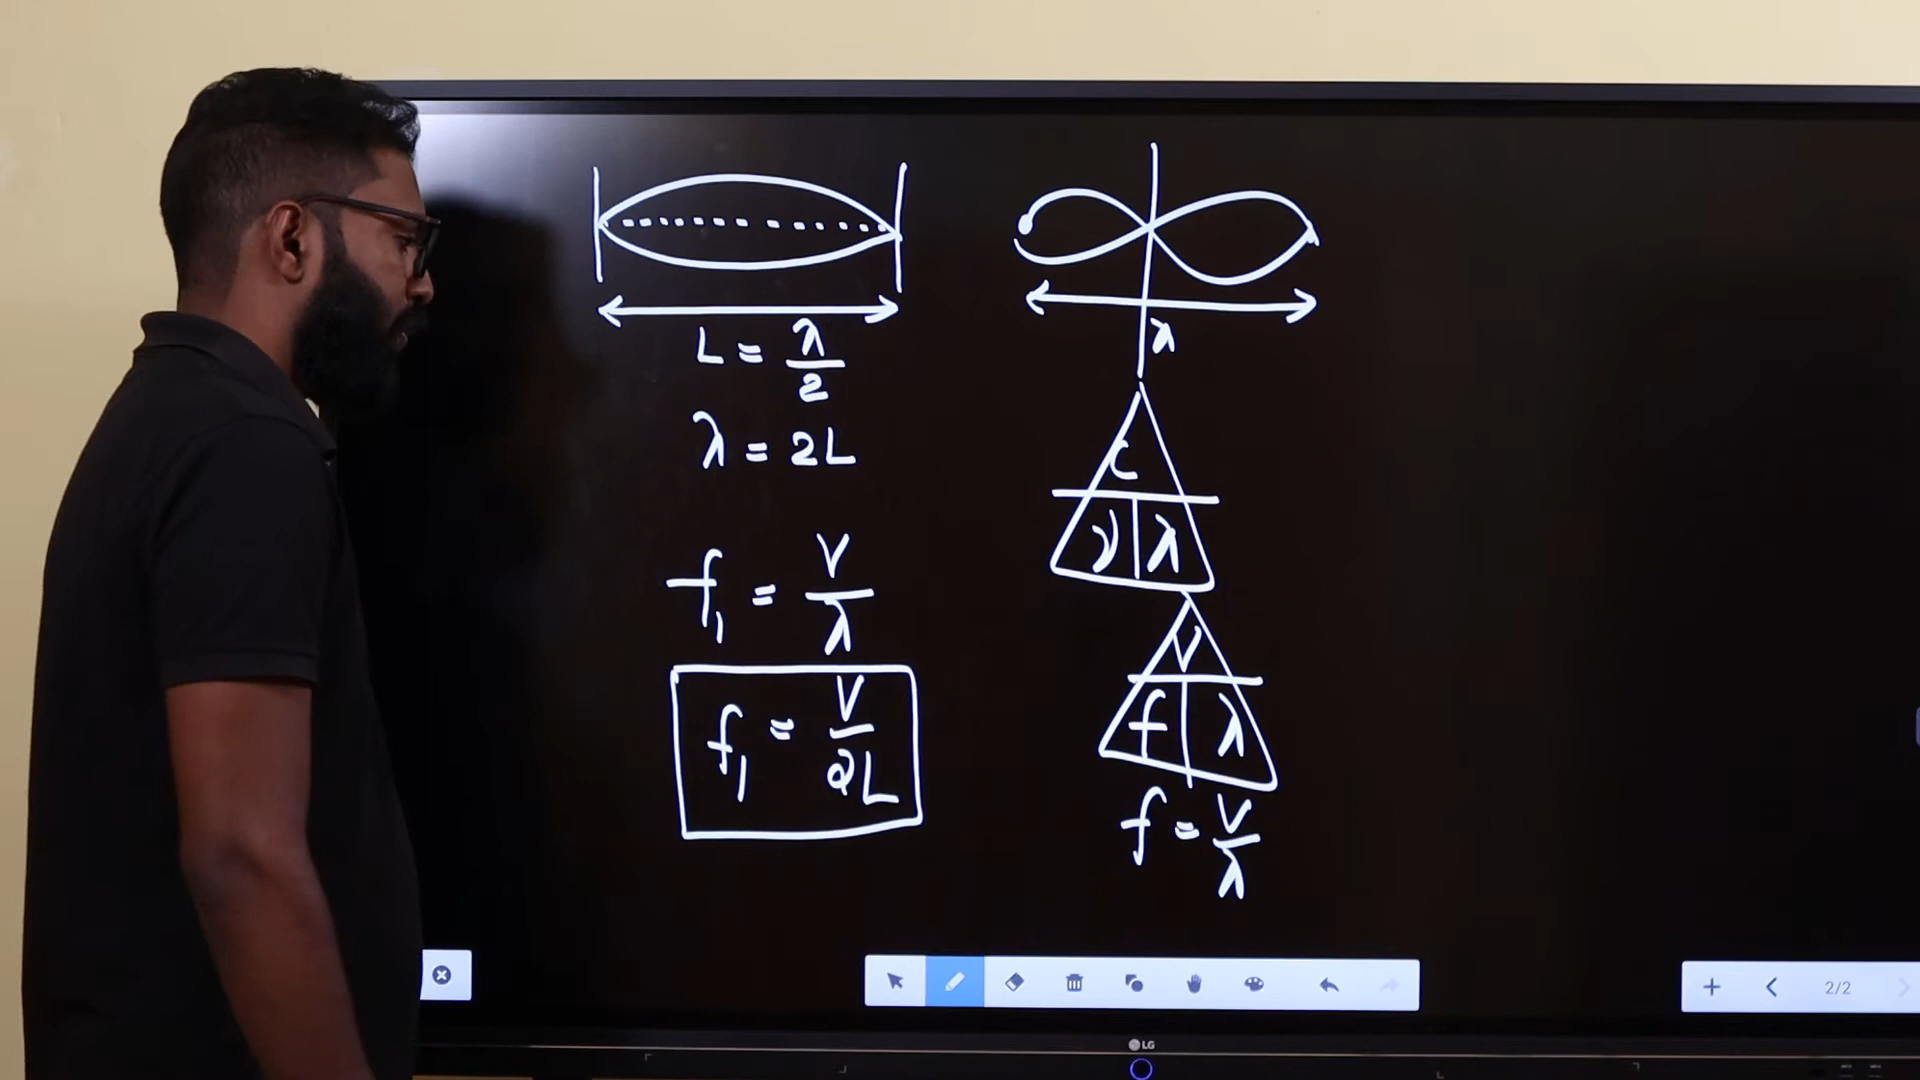 L = λ/2
λ = 2L
f₁ = V/λ
f₁ = V/2L
λ
C
ν λ
V
f λ
f = V/λ
2/2
LG